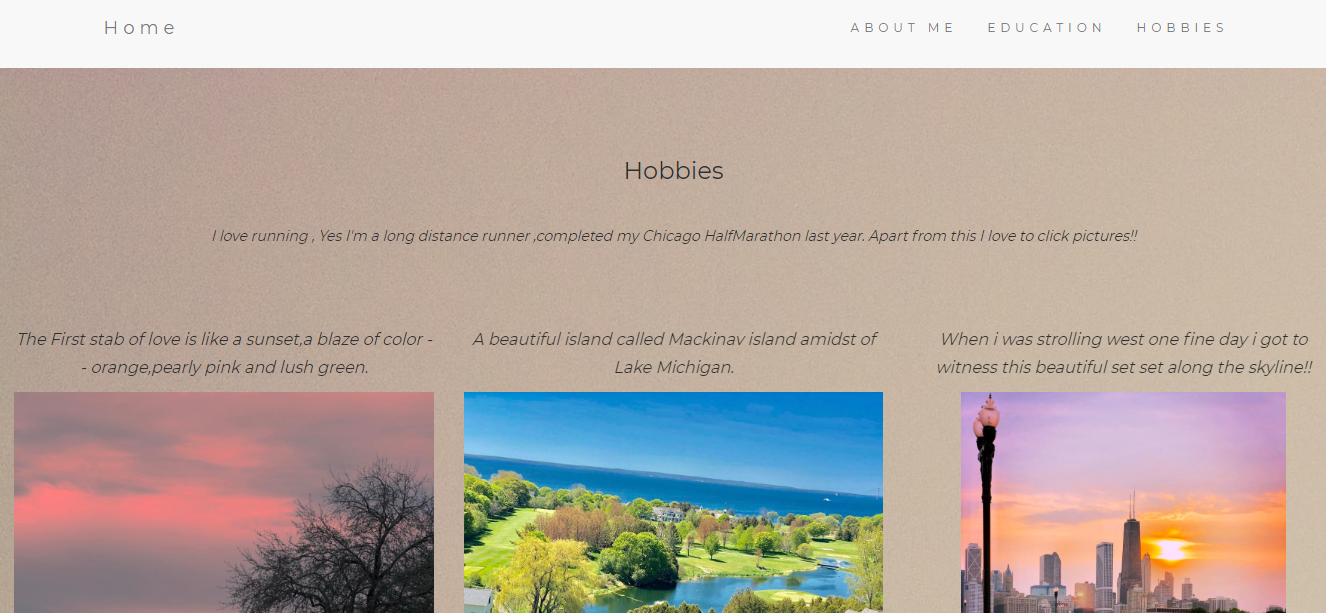 Home
ABOUT ME EDUCATION HOBBIES
Hobbies
I love running , Yes I'm a long distance runner ,completed my Chicago HalfMarathon last year. Apart from this I love to click pictures!!
The First stab of love is like a sunset,a blaze of color -
- orange,pearly pink and lush green.
A beautiful island called Mackinav island amidst of
Lake Michigan.
When i was strolling west one fine day i got to
witness this beautiful set set along the skyline!!